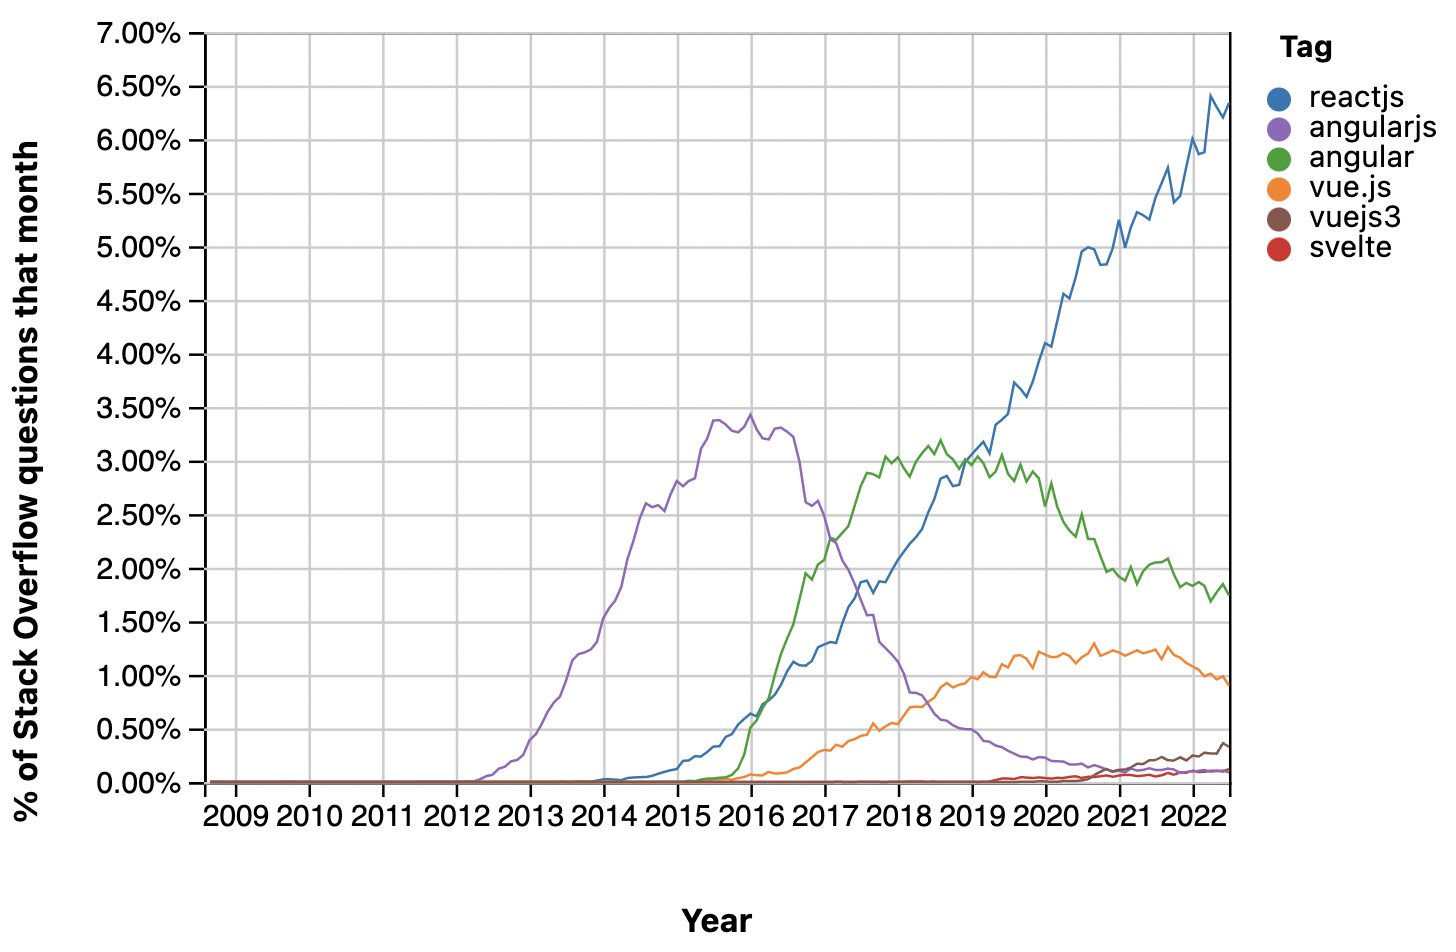 7.00%
6.50%
6.00%
5.50%
5.00%
4.50%
4.00%
3.50%
3.00%
2.50%
2.00%
1.50%
1.00%
0.50%
0.00%
% of Stack Overflow questions that month
2009 2010 2011 2012 2013 2014 2015 2016 2017 2018 2019 2020 2021 2022
Year
Tag
reactjs
angularjs
angular
vue.js
vuejs3
svelte